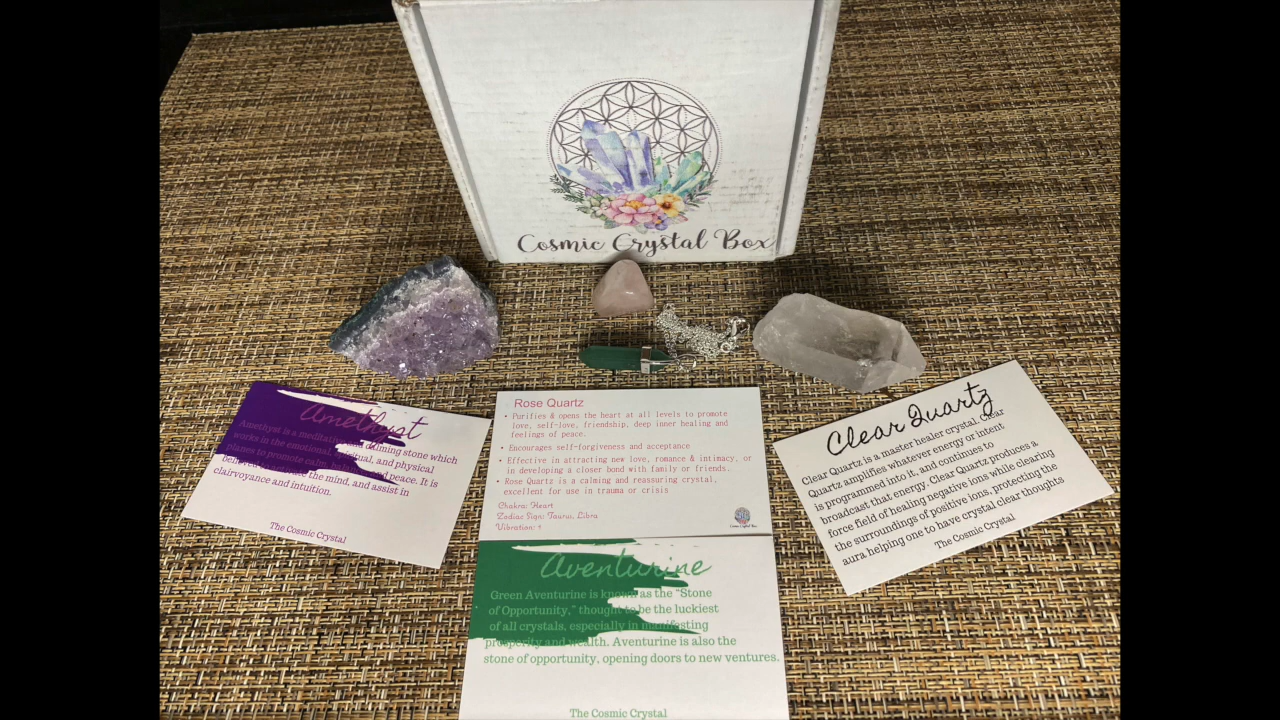 Cosmic Crystal Box
Amethyst
Amethyst is a meditative and calming stone which
works in the emotional, spiritual, and physical
planes to promote calm, and peace. It is
believed the mind, and assist in
clairvoyance and intuition.
The Cosmic Crystal
Rose Quartz
• Purifies & opens the heart at all levels to promote
love, self-love, friendship, deep inner healing and
feelings of peace.
• Encourages self-forgiveness and acceptance
• Effective in attracting new love, romance & intimacy, or
in developing a closer bond with family or friends.
• Rose Quartz is a calming and reassuring crystal,
excellent for use in trauma or crisis
Chakra: Heart
Zodiac Sign: Taurus, Libra
Vibration: 7
Cosmic Crystal Box
Clear Quartz
Clear Quartz is a master healer crystal. Clear
Quartz amplifies whatever energy or intent
is programmed into it, and continues to
broadcast that energy. Clear Quartz produces a
force field of healing negative ions while clearing
the surroundings of positive ions, protecting the
aura helping one to have crystal clear thoughts
The Cosmic Crystal
Aventurine
Green Aventurine is known as the "Stone
of Opportunity," thought to be the luckiest
of all crystals, especially in manifesting
prosperity and wealth. Aventurine is also the
stone of opportunity, opening doors to new ventures.
The Cosmic Crystal